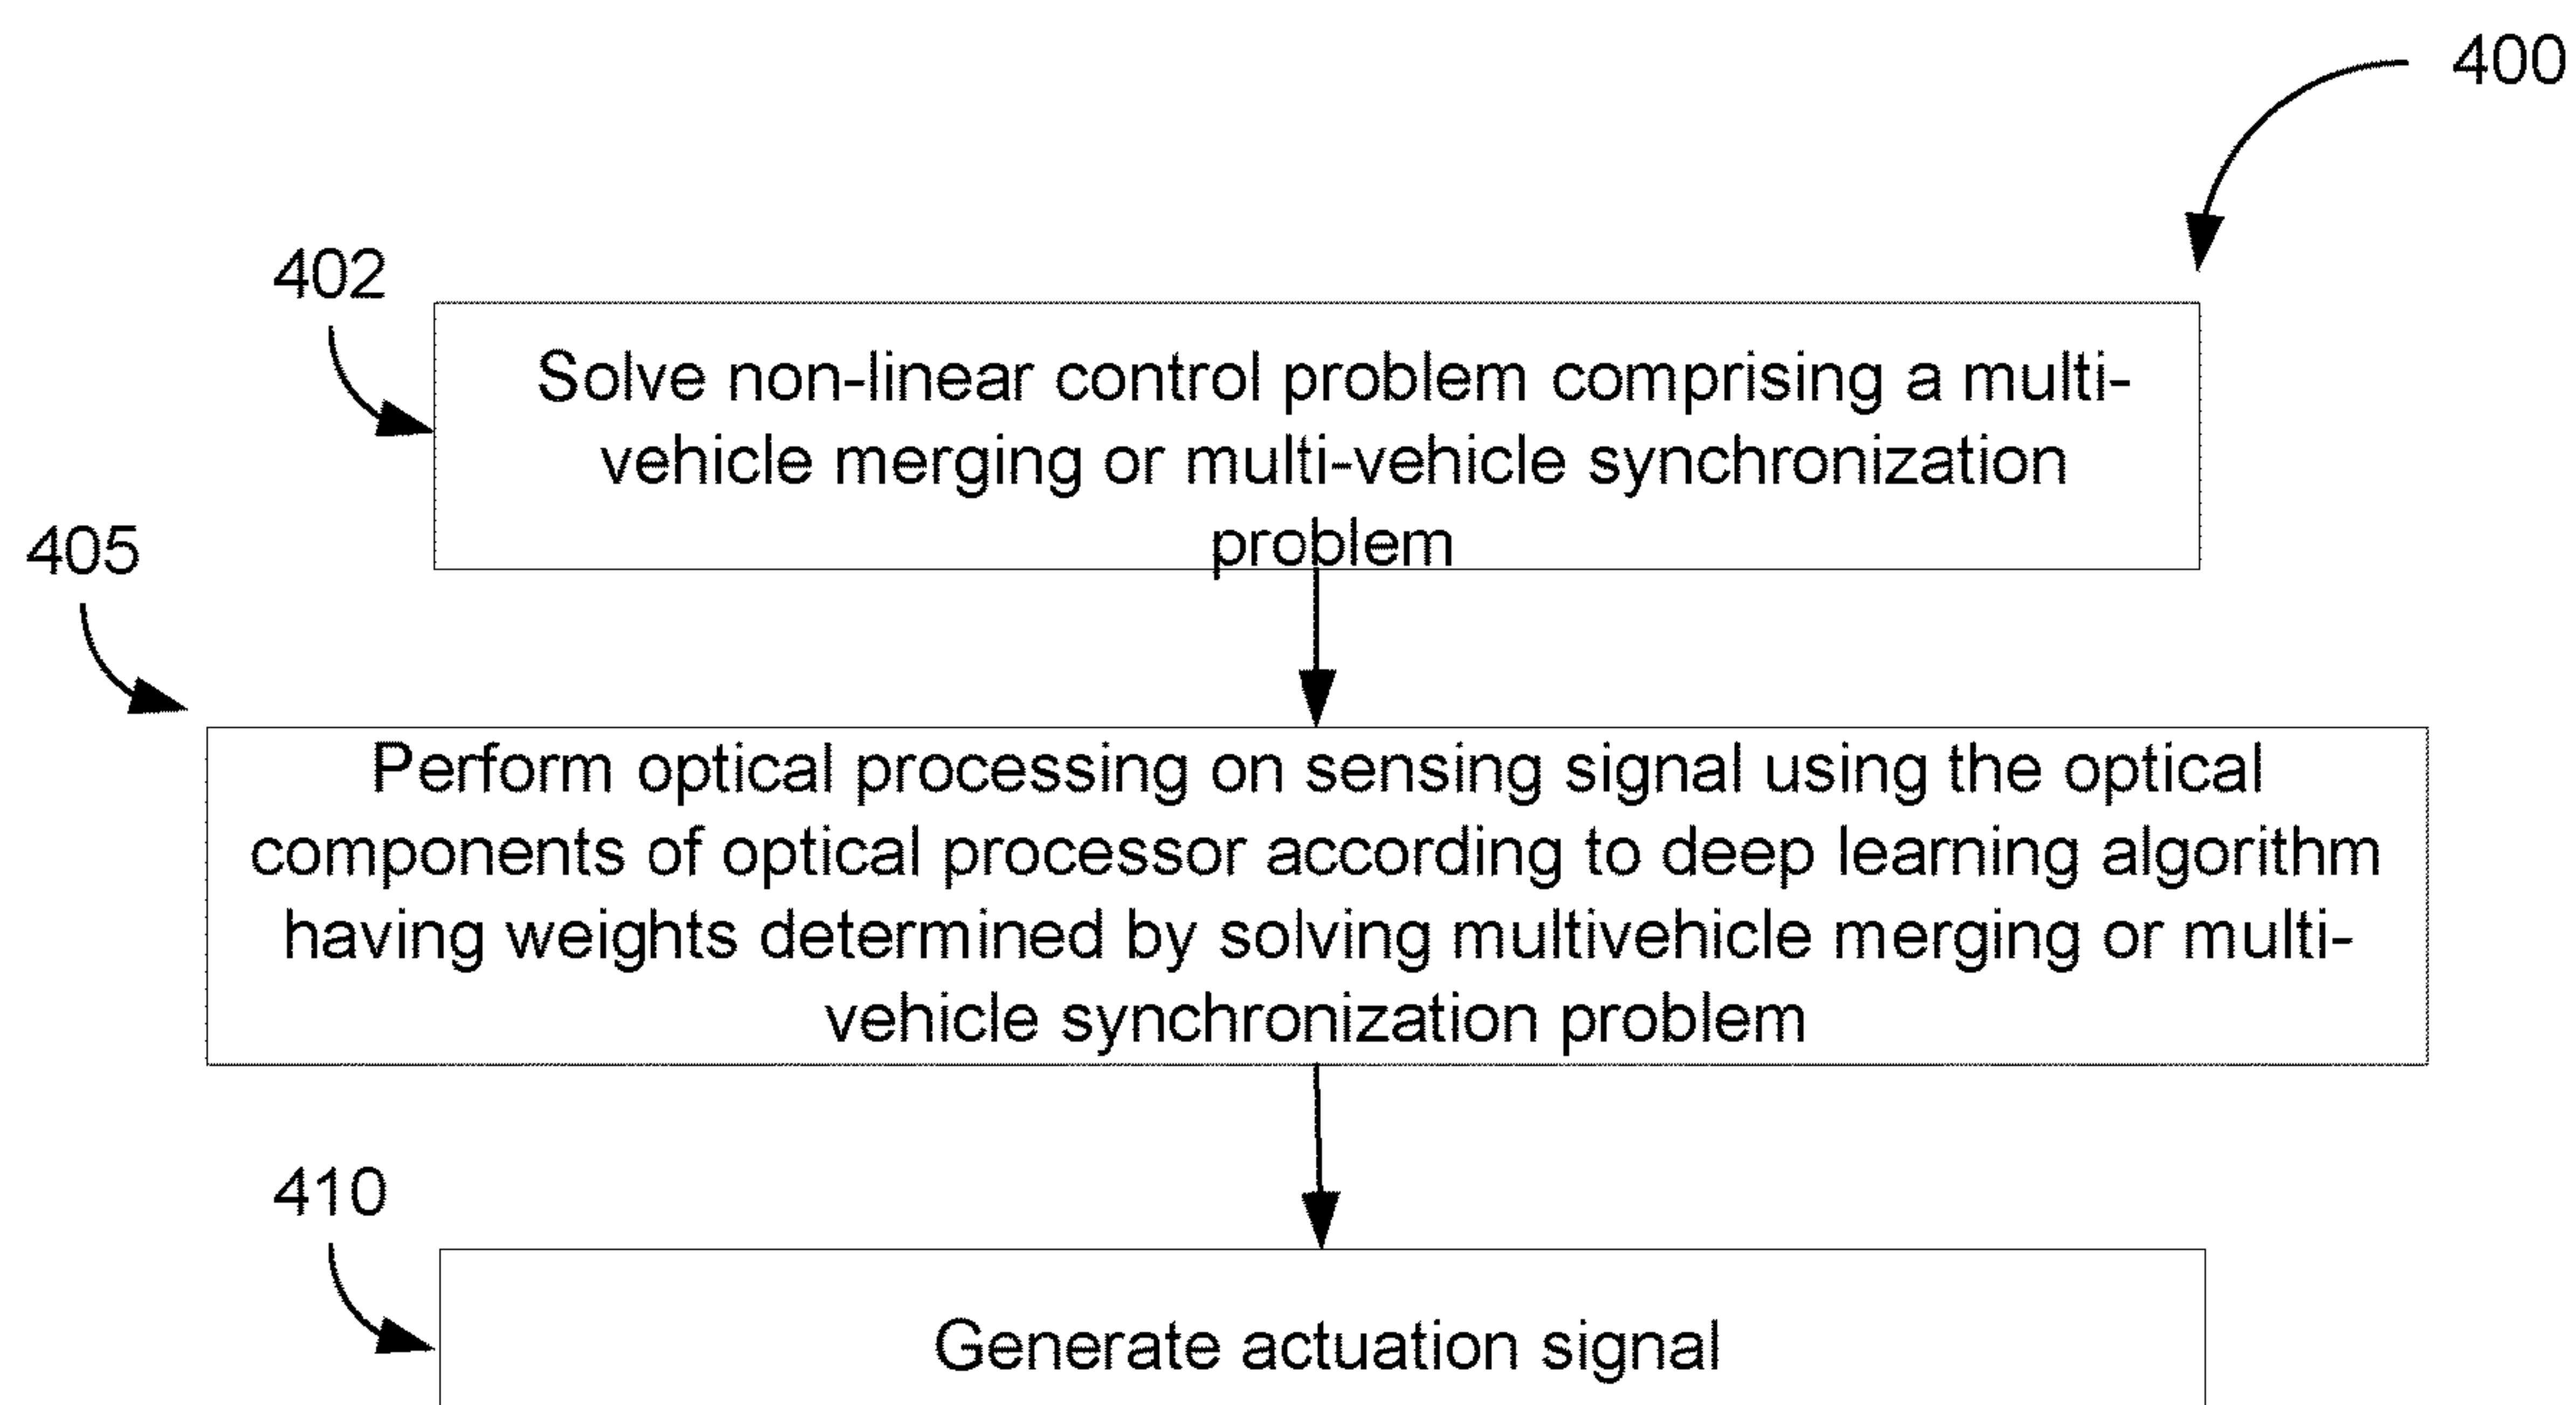 400
402
Solve non-linear control problem comprising a multi-
vehicle merging or multi-vehicle synchronization
problem
405
Perform optical processing on sensing signal using the optical
components of optical processor according to deep learning algorithm
having weights determined by solving multivehicle merging or multi-
vehicle synchronization problem
410
Generate actuation signal